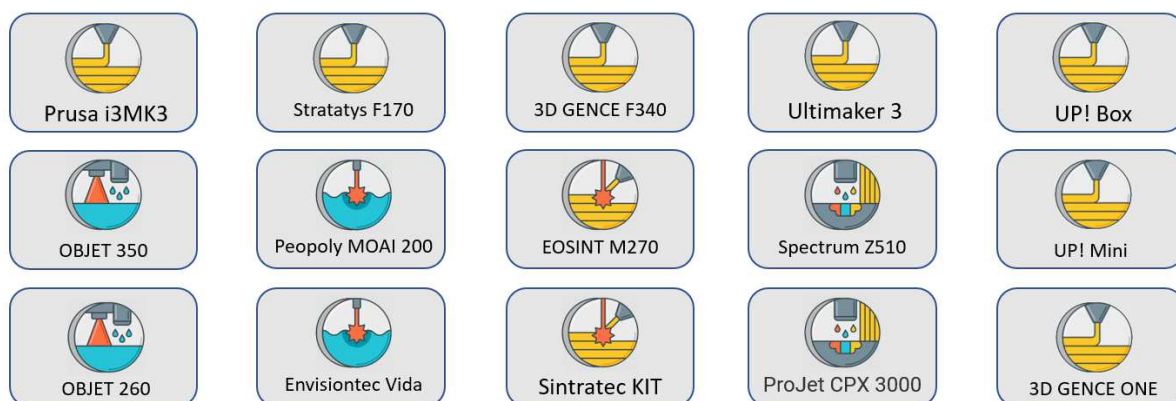 Prusa i3MK3
Stratatys F170
3D GENCE F340
Ultimaker 3
UP! Box
OBJET 350
Peopoly MOAI 200
EOSINT M270
Spectrum Z510
UP! Mini
OBJET 260
Envisiontec Vida
Sintratec KIT
ProJet CPX 3000
3D GENCE ONE